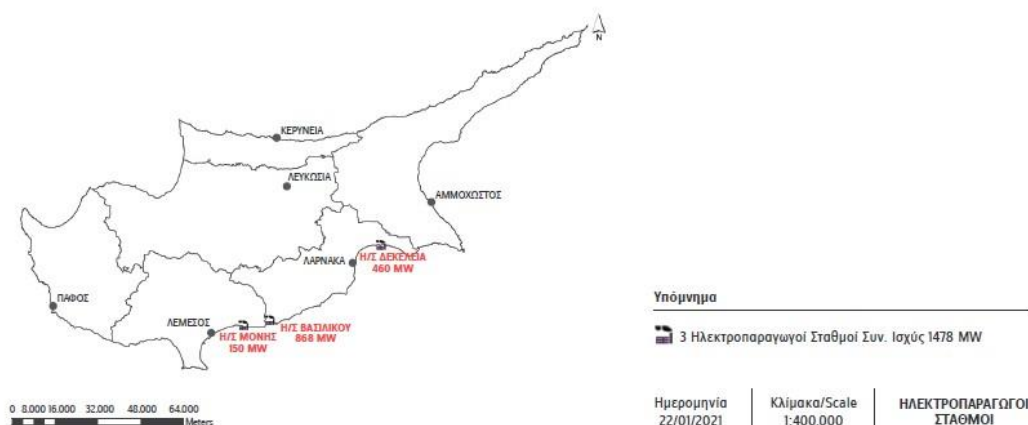 N
ΚΕΡΥΝΕΙΑ
ΛΕΥΚΩΣΙΑ
ΑΜΜΟΧΩΣΤΟΣ
ΛΑΡΝΑΚΑ
Η/Σ ΔΕΚΕΛΕΙΑ
460 MW
ΠΑΦΟΣ
ΛΕΜΕΣΟΣ
Η/Σ ΜΟΝΗΣ
150 MW
Η/Σ ΒΑΣΙΛΙΚΟΥ
868 MW
0 8.000 16.000 32.000 48.000 64.000
Meters
Υπόμνημα
3 Ηλεκτροπαραγωγοί Σταθμοί Συν. Ισχύς 1478 MW
Ημερομηνία
22/01/2021
Κλίμακα/Scale
1:400.000
ΗΛΕΚΤΡΟΠΑΡΑΓΩΓΟΙ
ΣΤΑΘΜΟΙ